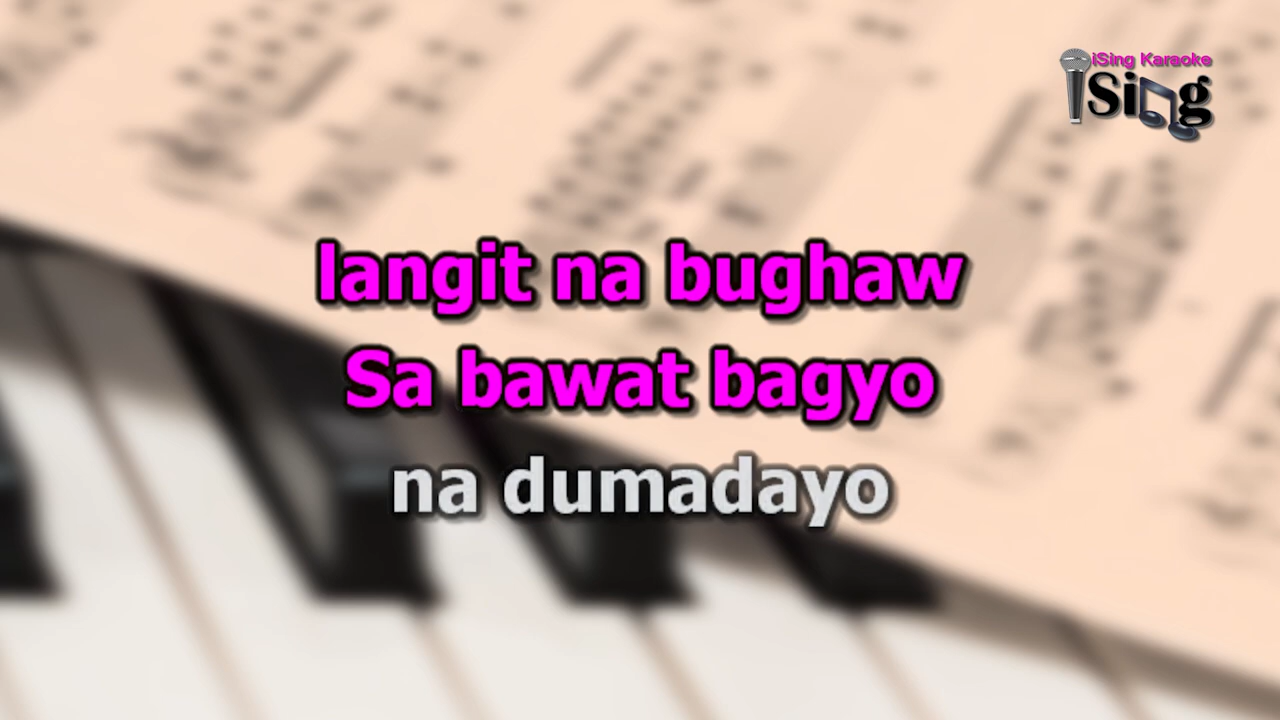 iSing Karaoke
iSing
langit na bughaw
Sa bawat bagyo
na dumadayo